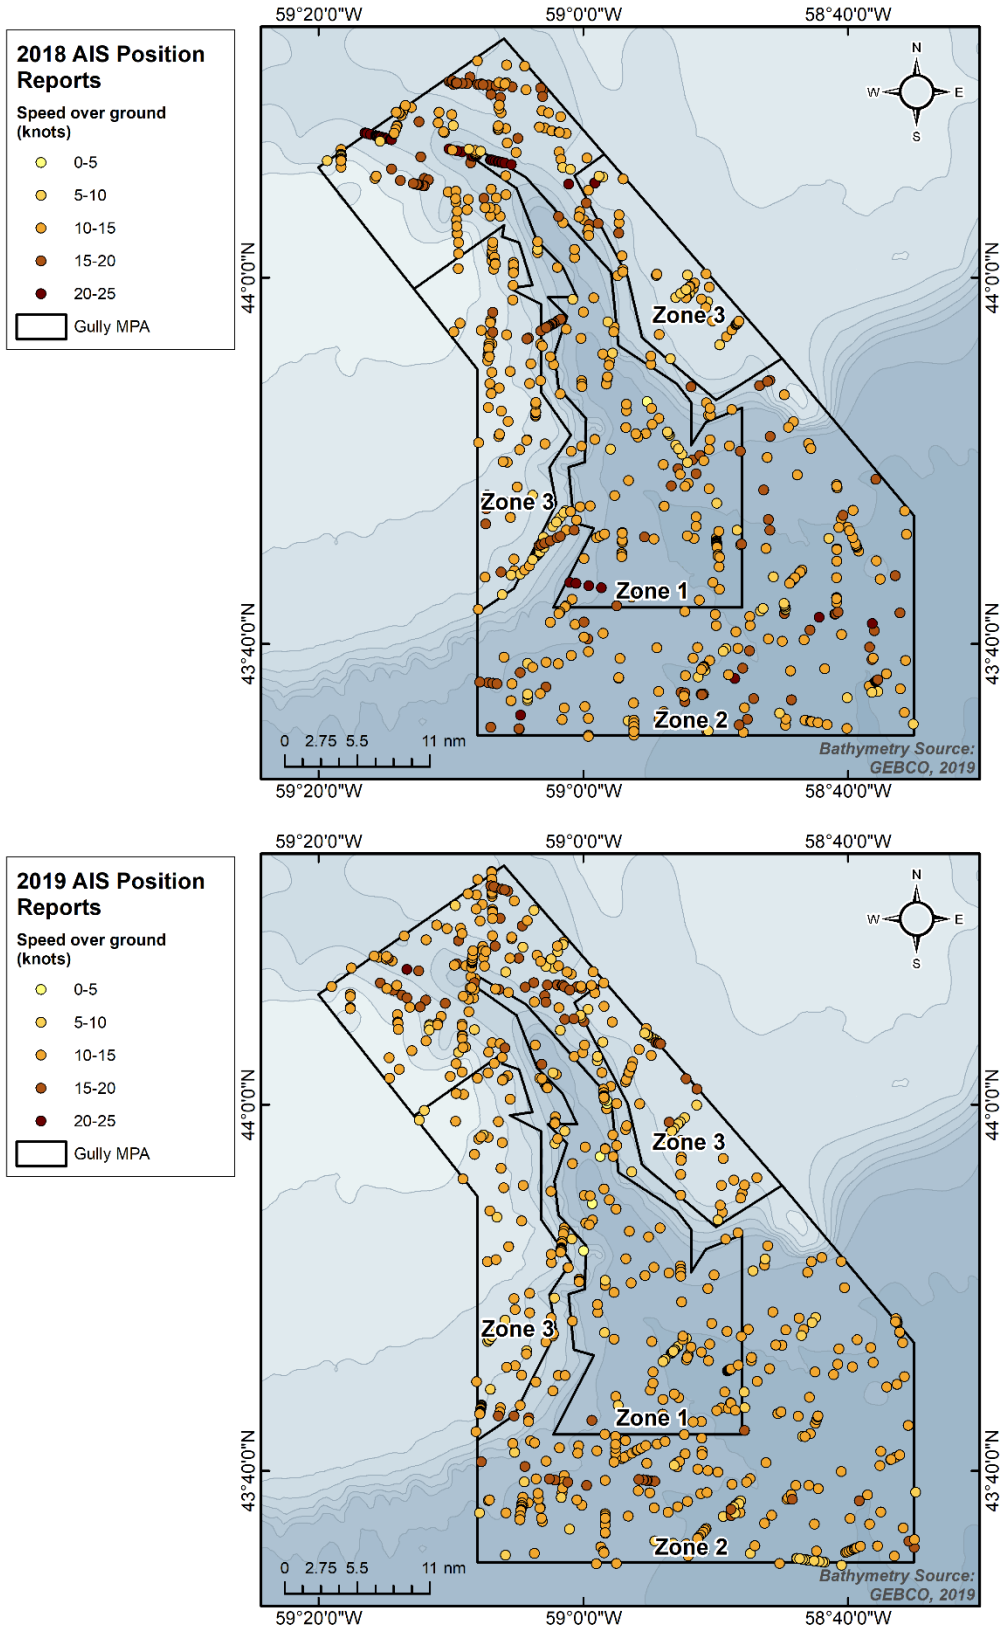 59°20'0"W 59°0'0"W 58°40'0"W
2018 AIS Position
Reports
Speed over ground
(knots)
0-5
5-10
10-15
15-20
20-25
Gully MPA
N
W E
S
44°0'0"N 44°0'0"N
Zone 3
Zone 3
Zone 1
43°40'0"N 43°40'0"N
Zone 2
0 2.75 5.5 11 nm
Bathymetry Source:
GEBCO, 2019
59°20'0"W 59°0'0"W 58°40'0"W
59°20'0"W 59°0'0"W 58°40'0"W
2019 AIS Position
Reports
Speed over ground
(knots)
0-5
5-10
10-15
15-20
20-25
Gully MPA
N
W E
S
44°0'0"N 44°0'0"N
Zone 3
Zone 3
Zone 1
43°40'0"N 43°40'0"N
Zone 2
0 2.75 5.5 11 nm
Bathymetry Source:
GEBCO, 2019
59°20'0"W 59°0'0"W 58°40'0"W